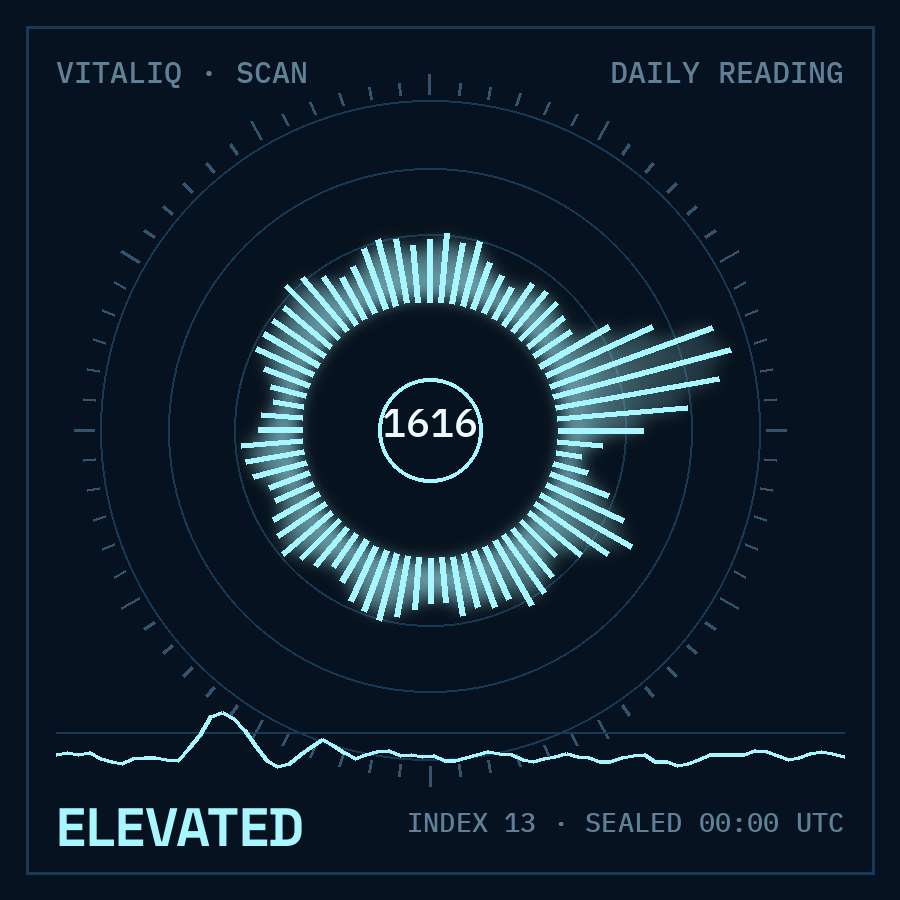 VITALIQ · SCAN
DAILY READING
1616
ELEVATED
INDEX 13 · SEALED 00:00 UTC